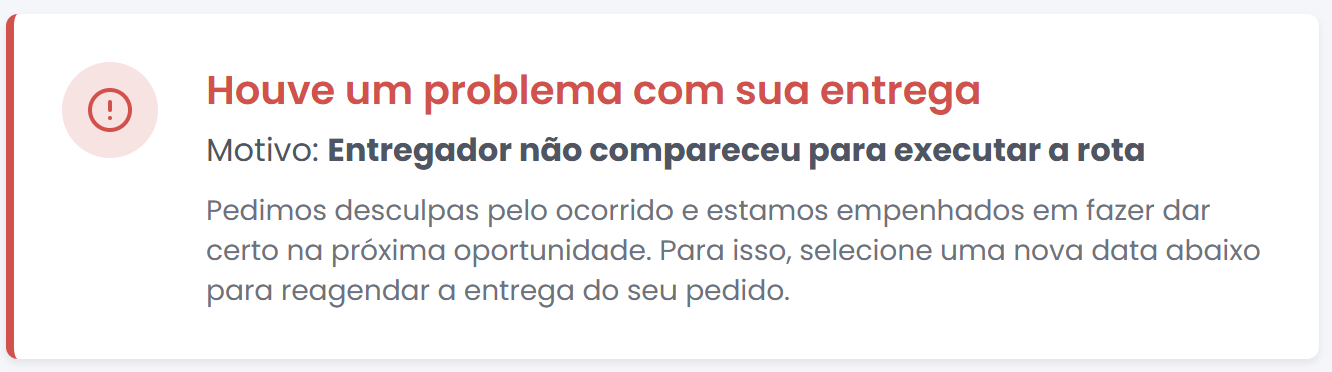 Houve um problema com sua entrega
Motivo: Entregador não compareceu para executar a rota
Pedimos desculpas pelo ocorrido e estamos empenhados em fazer dar
certo na próxima oportunidade. Para isso, selecione uma nova data abaixo
para reagendar a entrega do seu pedido.